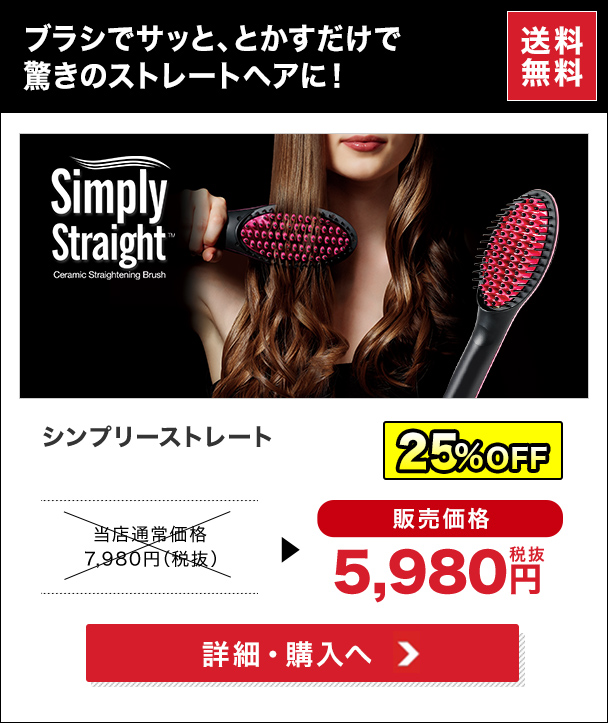 ブラシでサッと、とかすだけで
驚きのストレートヘアに！
送料
無料
Simply
Straight™
Ceramic Straightening Brush
シンプリーストレート
25%OFF
当店通常価格
7,980円(税抜)
販売価格
5,980円税抜
詳細・購入へ